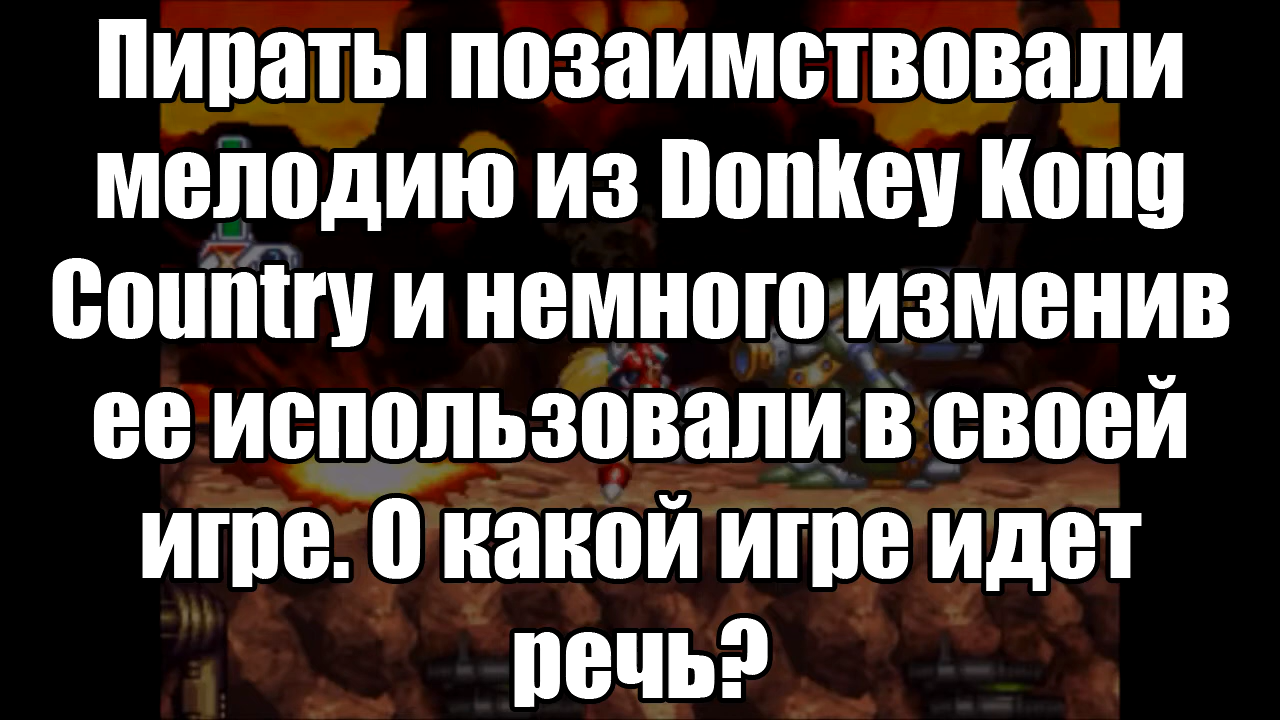 Пираты позаимствовали
мелодию из Donkey Kong
Country и немного изменив
ее использовали в своей
игре. О какой игре идет
речь?